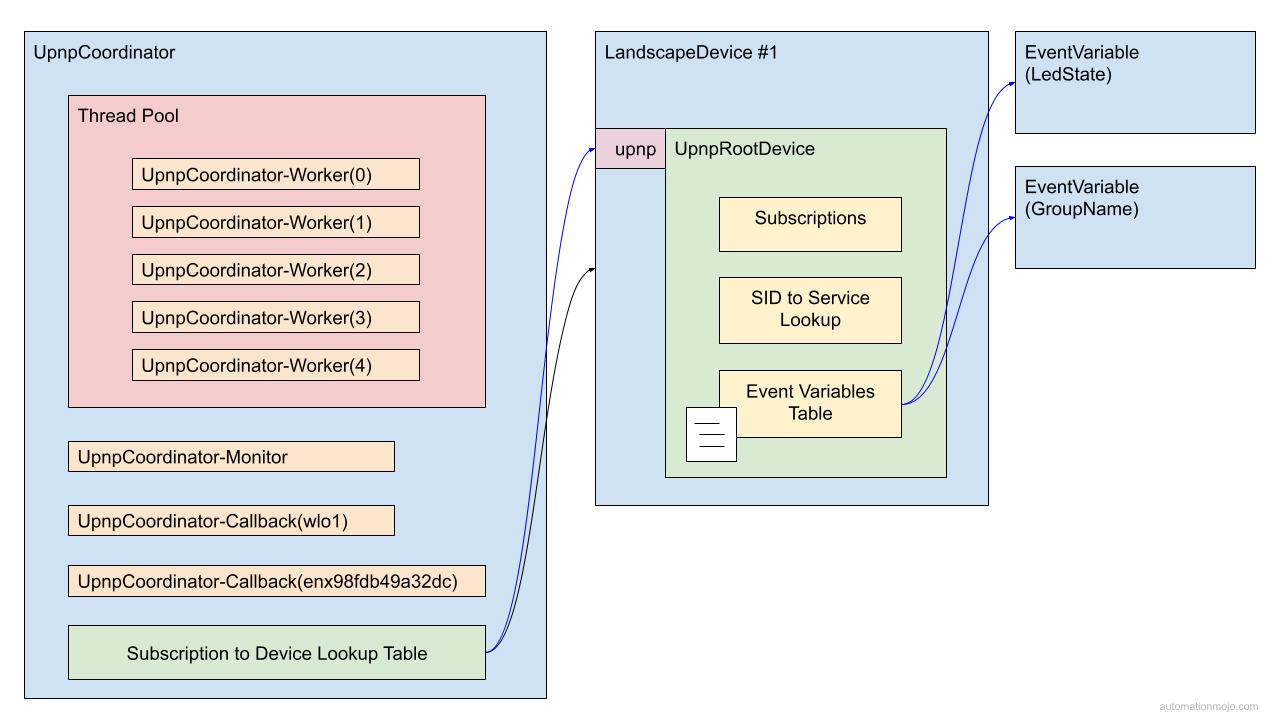 UpnpCoordinator
Thread Pool
UpnpCoordinator-Worker(0)
UpnpCoordinator-Worker(1)
UpnpCoordinator-Worker(2)
UpnpCoordinator-Worker(3)
UpnpCoordinator-Worker(4)
UpnpCoordinator-Monitor
UpnpCoordinator-Callback(wlo1)
UpnpCoordinator-Callback(enx98fdb49a32dc)
Subscription to Device Lookup Table
LandscapeDevice #1
upnp
UpnpRootDevice
Subscriptions
SID to Service
Lookup
Event Variables
Table
EventVariable
(LedState)
EventVariable
(GroupName)
automationmojo.com